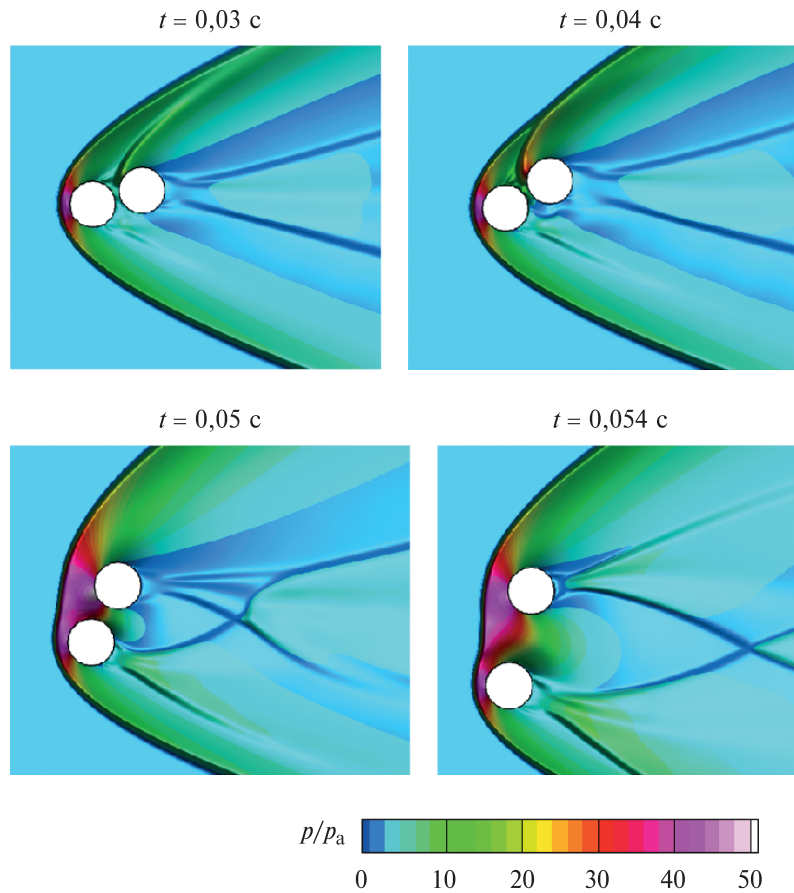 t = 0,03 с
t = 0,04 с
t = 0,05 с
t = 0,054 с
p/pa
0 10 20 30 40 50